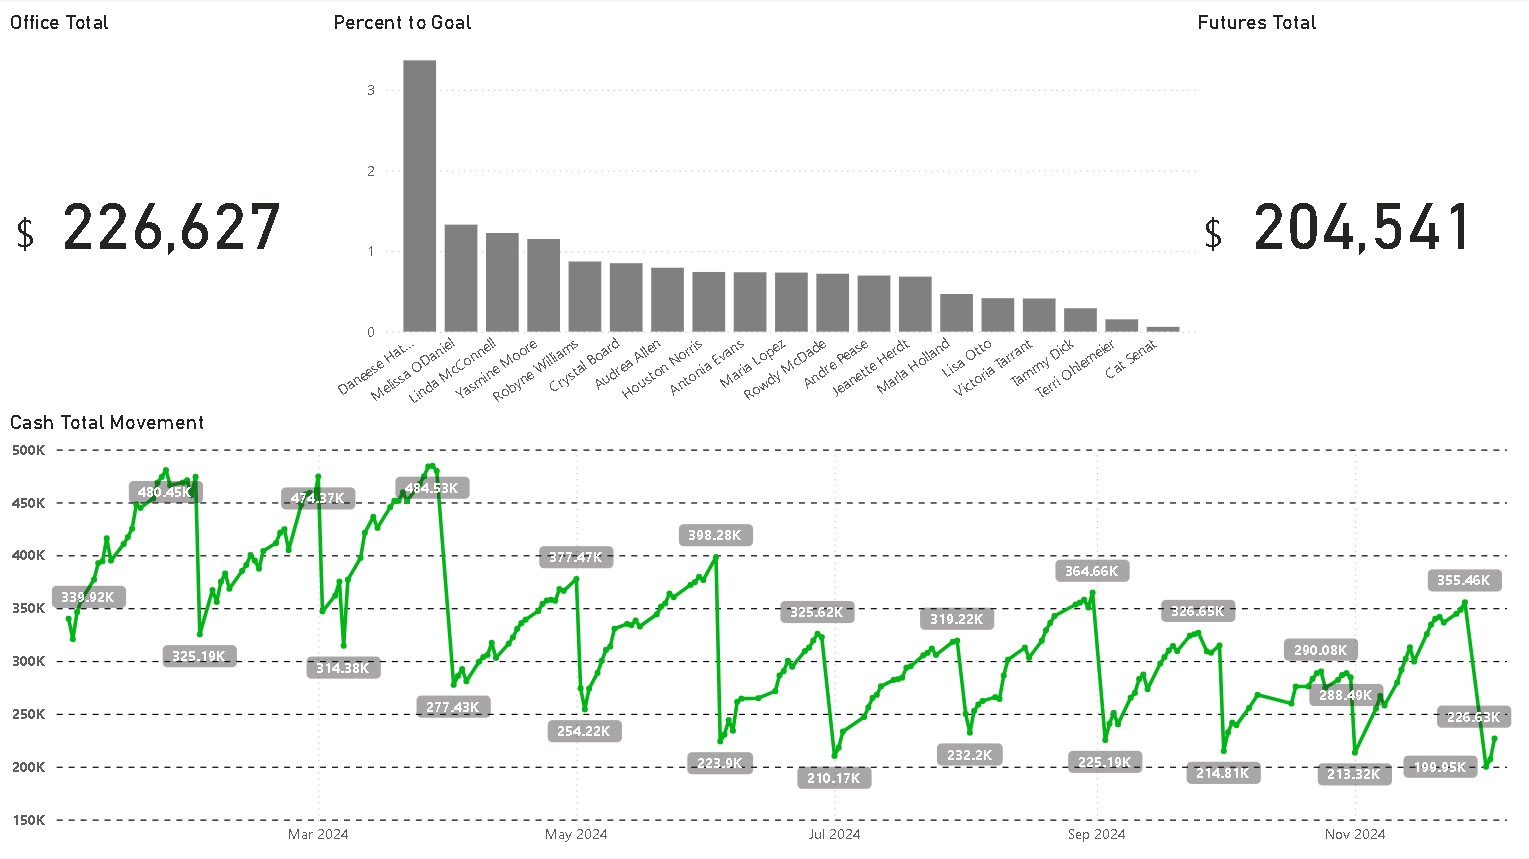 Office Total
Percent to Goal
Futures Total
3
2
1
0
$ 226,627
$ 204,541
Daneese Hat...
Melissa ODaniel
Linda McConnell
Yasmine Moore
Robyne Williams
Crystal Board
Audrea Allen
Houston Norris
Antonia Evans
Maria Lopez
Rowdy McDade
Andre Pease
Jeanette Herdt
Marla Holland
Lisa Otto
Victoria Tarrant
Tammy Dick
Terri Ohlemeier
Cat Senat
Cash Total Movement
500K
450K
400K
350K
300K
250K
200K
150K
339.92K
480.45K
325.19K
474.37K
314.38K
484.53K
277.43K
377.47K
254.22K
398.28K
223.9K
325.62K
210.17K
319.22K
232.2K
364.66K
225.19K
326.65K
214.81K
290.08K
288.49K
213.32K
355.46K
199.95K
226.63K
Mar 2024
May 2024
Jul 2024
Sep 2024
Nov 2024